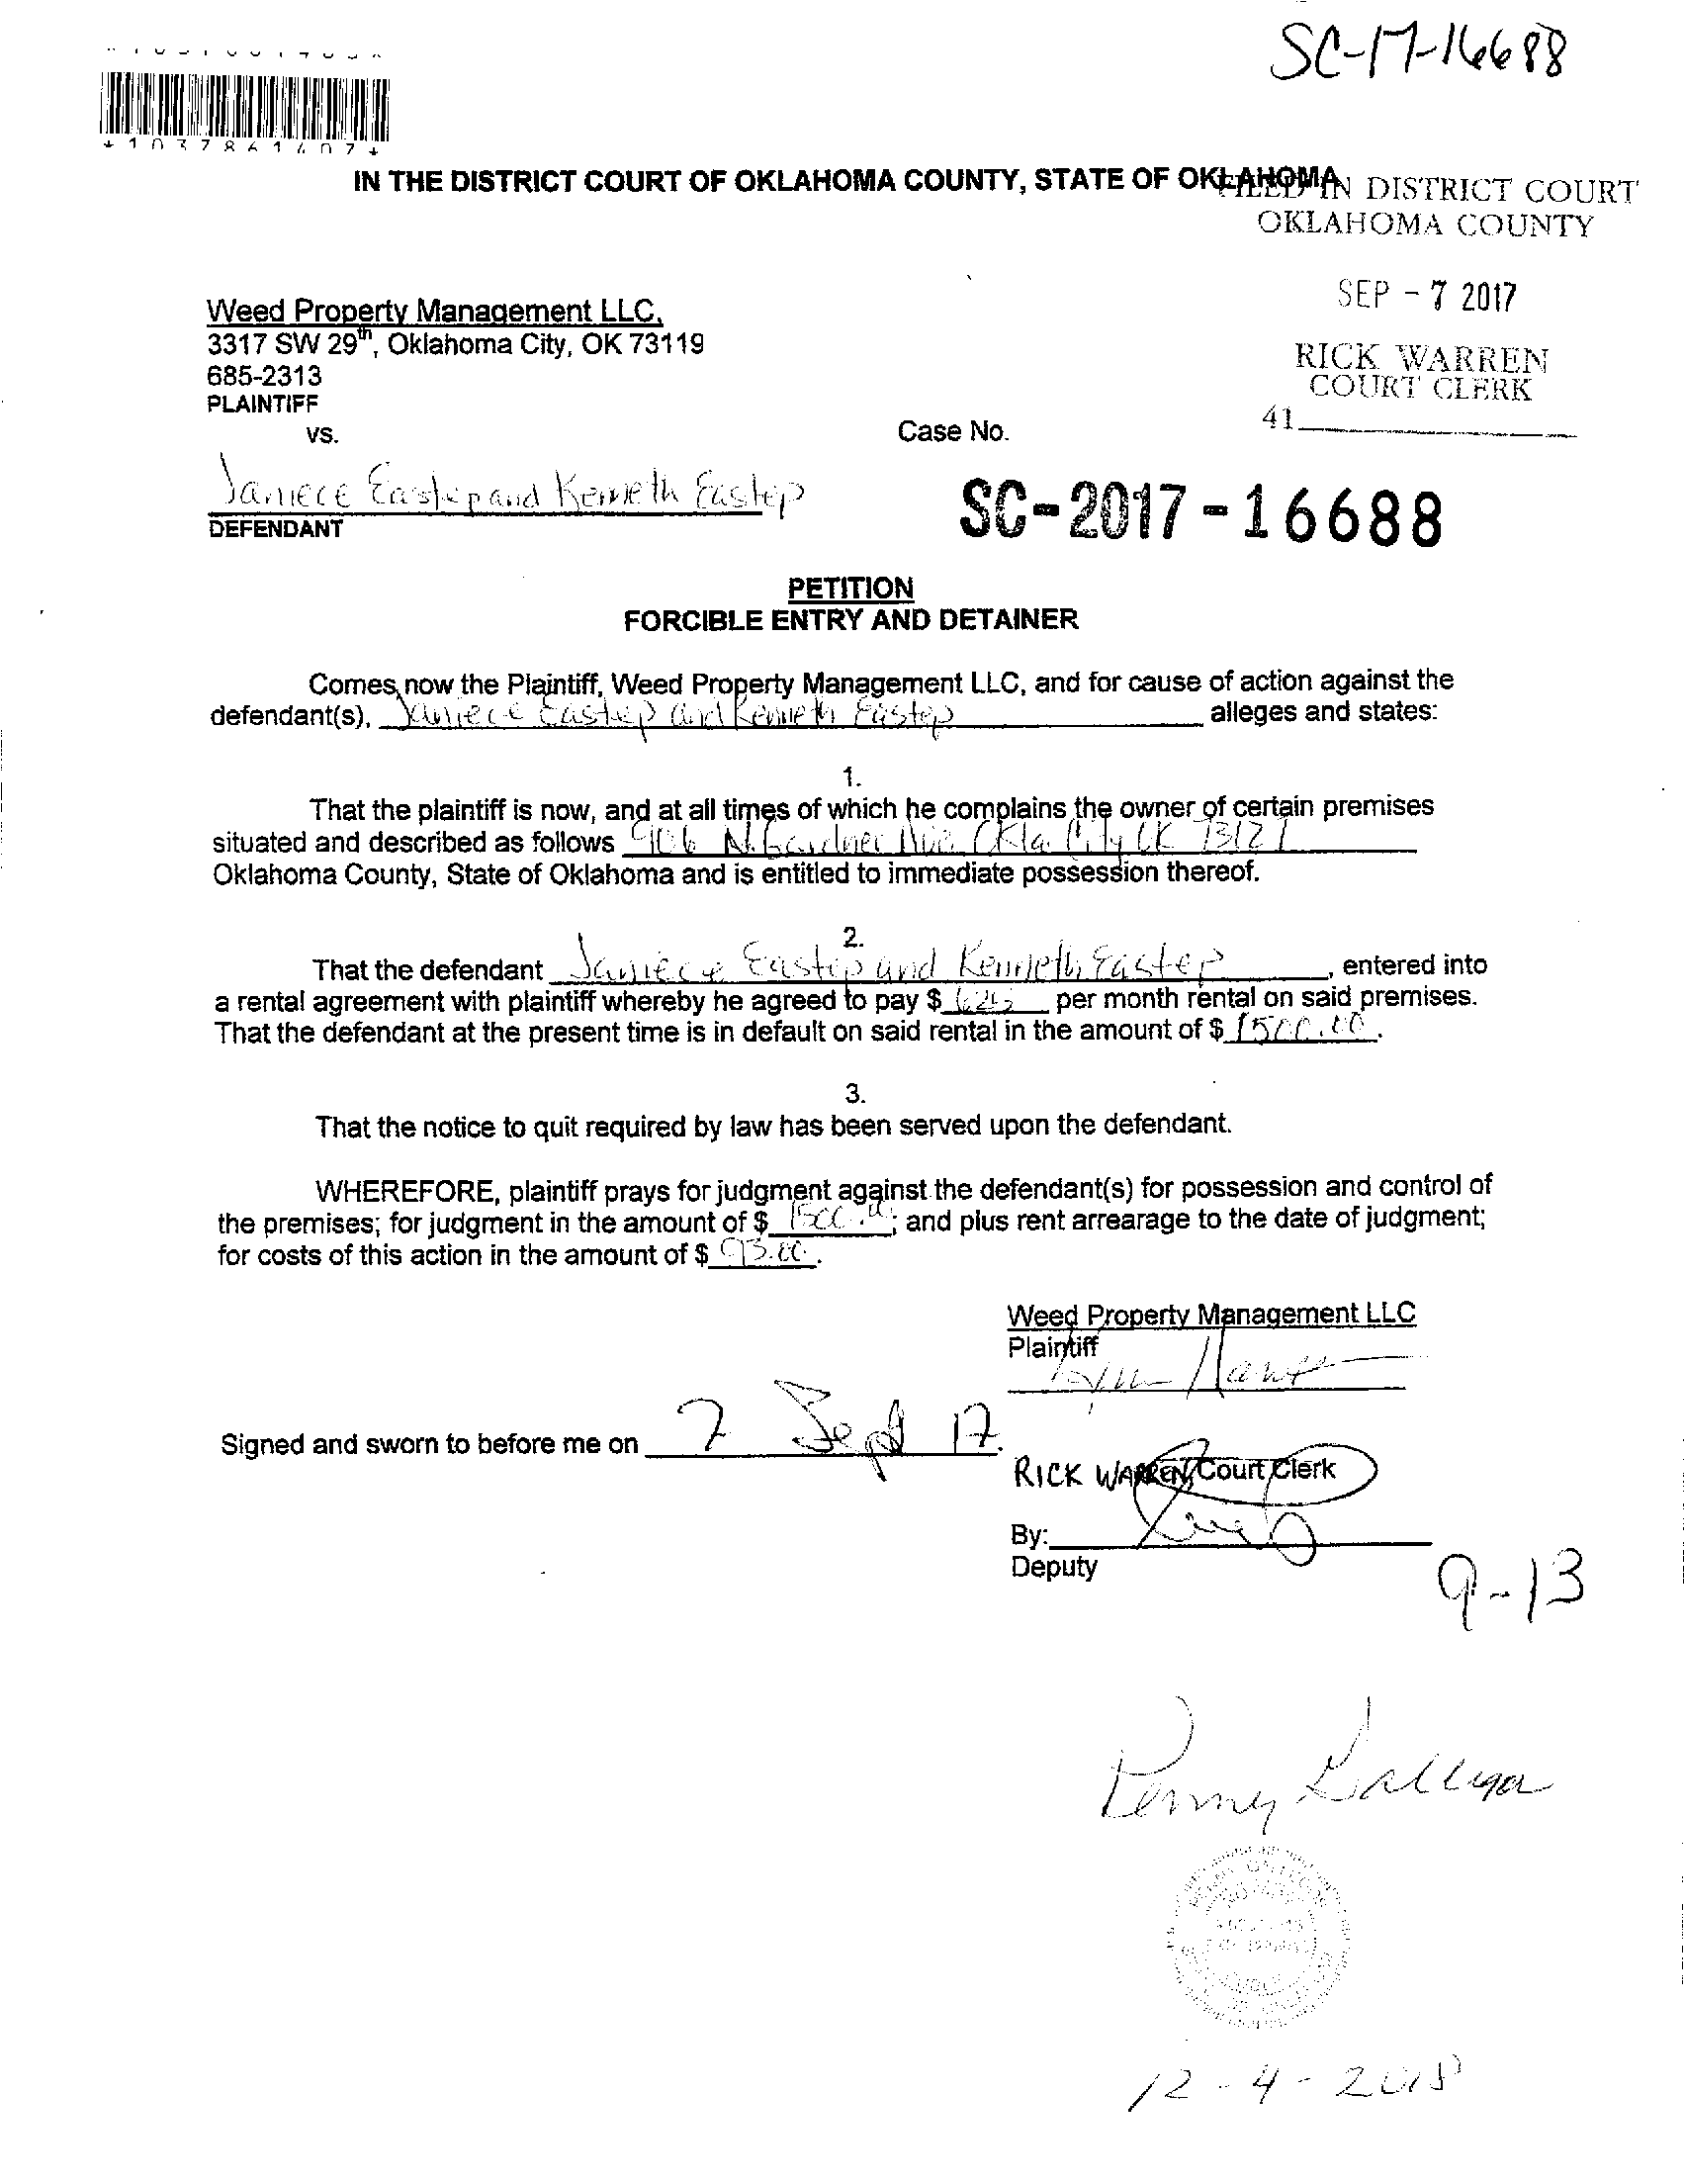 SC-17-16688
*1037861407*
IN THE DISTRICT COURT OF OKLAHOMA COUNTY, STATE OF OKLAHOMA
FILED IN DISTRICT COURT
OKLAHOMA COUNTY
SEP - 7 2017
RICK WARREN
COURT CLERK
41
Weed Property Management LLC,
3317 SW 29th, Oklahoma City, OK 73119
685-2313
PLAINTIFF
vs.
Case No.
Janiece Eastep and Kenneth Eastep
DEFENDANT
SC-2017-16688
PETITION
FORCIBLE ENTRY AND DETAINER
Comes now the Plaintiff, Weed Property Management LLC, and for cause of action against the
defendant(s), Janiece Eastep and Kenneth Eastep alleges and states:
1.
That the plaintiff is now, and at all times of which he complains the owner of certain premises
situated and described as follows 906 N. Gardner Ave. Okla. City OK 73127
Oklahoma County, State of Oklahoma and is entitled to immediate possession thereof.
2.
That the defendant Janiece Eastep and Kenneth Eastep, entered into
a rental agreement with plaintiff whereby he agreed to pay $ per month rental on said premises.
That the defendant at the present time is in default on said rental in the amount of $ 1500.00.
3.
That the notice to quit required by law has been served upon the defendant.
WHEREFORE, plaintiff prays for judgment against the defendant(s) for possession and control of
the premises; for judgment in the amount of $ 1500.00; and plus rent arrearage to the date of judgment;
for costs of this action in the amount of $ 93.00.
Weed Property Management LLC
Plaintiff
Signed and sworn to before me on 7 Sept 17.
RICK WARREN, Court Clerk
By:
Deputy
9-13
Penny
12-4-2018